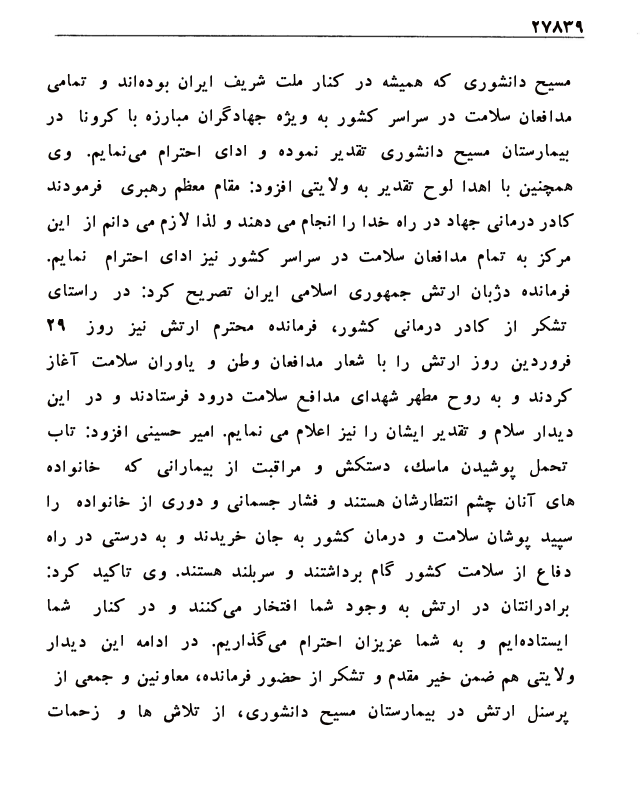 ۲۷۸۳۹
مسیح دانشوری که همیشه در کنار ملت شریف ایران بوده‌اند و تمامی
مدافعان سلامت در سراسر کشور به ویژه جهادگران مبارزه با کرونا در
بیمارستان مسیح دانشوری تقدیر نموده و ادای احترام می‌نمایم. وی
همچنین با اهدا لوح تقدیر به ولایتی افزود: مقام معظم رهبری فرمودند
کادر درمانی جهاد در راه خدا را انجام می دهند و لذا لازم می دانم از این
مرکز به تمام مدافعان سلامت در سراسر کشور نیز ادای احترام نمایم.
فرمانده دژبان ارتش جمهوری اسلامی ایران تصریح کرد: در راستای
تشکر از کادر درمانی کشور، فرمانده محترم ارتش نیز روز ۲۹
فروردین روز ارتش را با شعار مدافعان وطن و یاوران سلامت آغاز
کردند و به روح مطهر شهدای مدافع سلامت درود فرستادند و در این
دیدار سلام و تقدیر ایشان را نیز اعلام می نمایم. امیر حسینی افزود: تاب
تحمل پوشیدن ماسك، دستکش و مراقبت از بیمارانی که خانواده
های آنان چشم انتطارشان هستند و فشار جسمانی و دوری از خانواده را
سپید پوشان سلامت و درمان کشور به جان خریدند و به درستی در راه
دفاع از سلامت کشور گام برداشتند و سربلند هستند. وی تاکید کرد:
برادرانتان در ارتش به وجود شما افتخار می‌کنند و در کنار شما
ایستاده‌ایم و به شما عزیزان احترام می‌گذاریم. در ادامه این دیدار
ولایتی هم ضمن خیر مقدم و تشکر از حضور فرمانده، معاونین و جمعی از
پرسنل ارتش در بیمارستان مسیح دانشوری، از تلاش ها و زحمات